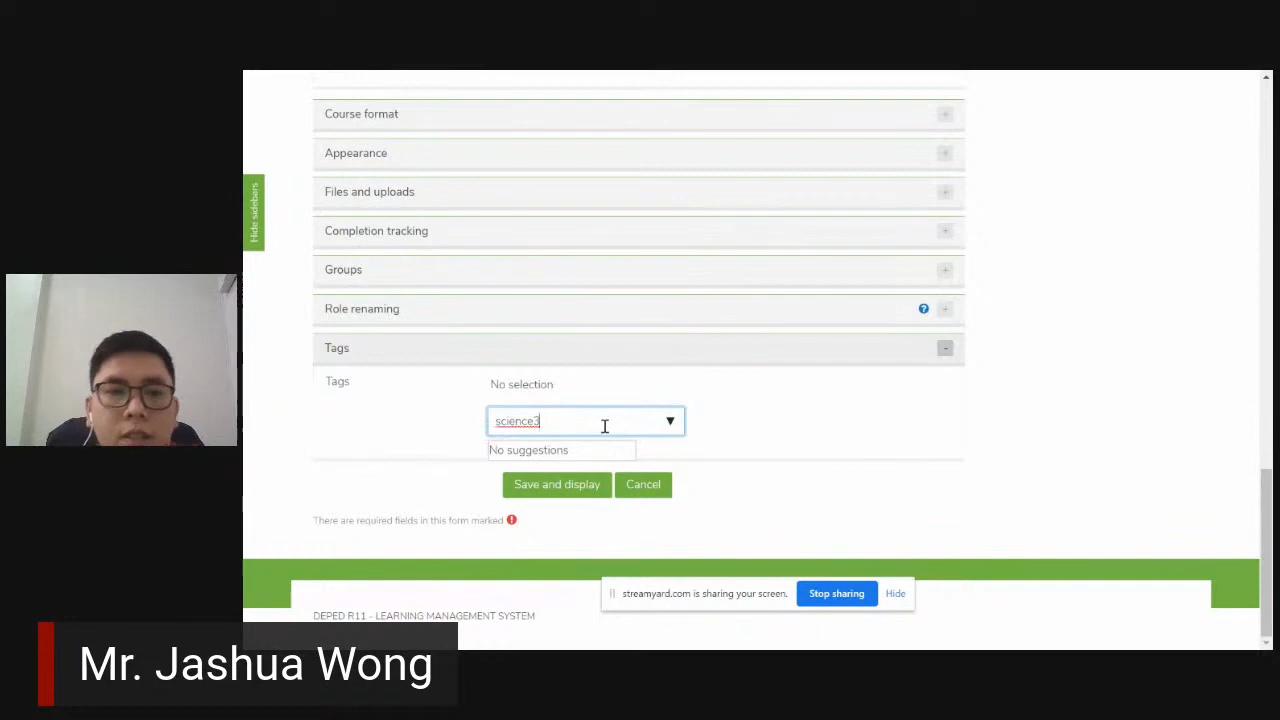 Course format
Appearance
Files and uploads
Hide sidebars
Completion tracking
Groups
Role renaming
?
Tags
Tags
No selection
science3
No suggestions
Save and display Cancel
There are required fields in this form marked
streamyard.com is sharing your screen. Stop sharing Hide
DEPED R11 - LEARNING MANAGEMENT SYSTEM
Mr. Jashua Wong